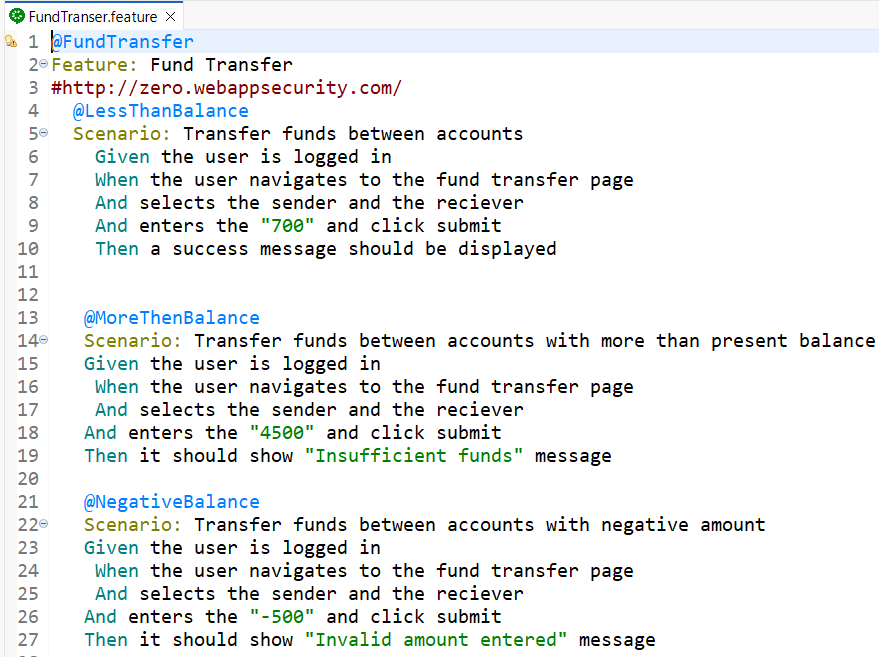 FundTranser.feature
1 @FundTransfer
2 Feature: Fund Transfer
3 #http://zero.webappsecurity.com/
4 @LessThanBalance
5 Scenario: Transfer funds between accounts
6 Given the user is logged in
7 When the user navigates to the fund transfer page
8 And selects the sender and the reciever
9 And enters the "700" and click submit
10 Then a success message should be displayed
11
12
13 @MoreThenBalance
14 Scenario: Transfer funds between accounts with more than present balance
15 Given the user is logged in
16 When the user navigates to the fund transfer page
17 And selects the sender and the reciever
18 And enters the "4500" and click submit
19 Then it should show "Insufficient funds" message
20
21 @NegativeBalance
22 Scenario: Transfer funds between accounts with negative amount
23 Given the user is logged in
24 When the user navigates to the fund transfer page
25 And selects the sender and the reciever
26 And enters the "-500" and click submit
27 Then it should show "Invalid amount entered" message